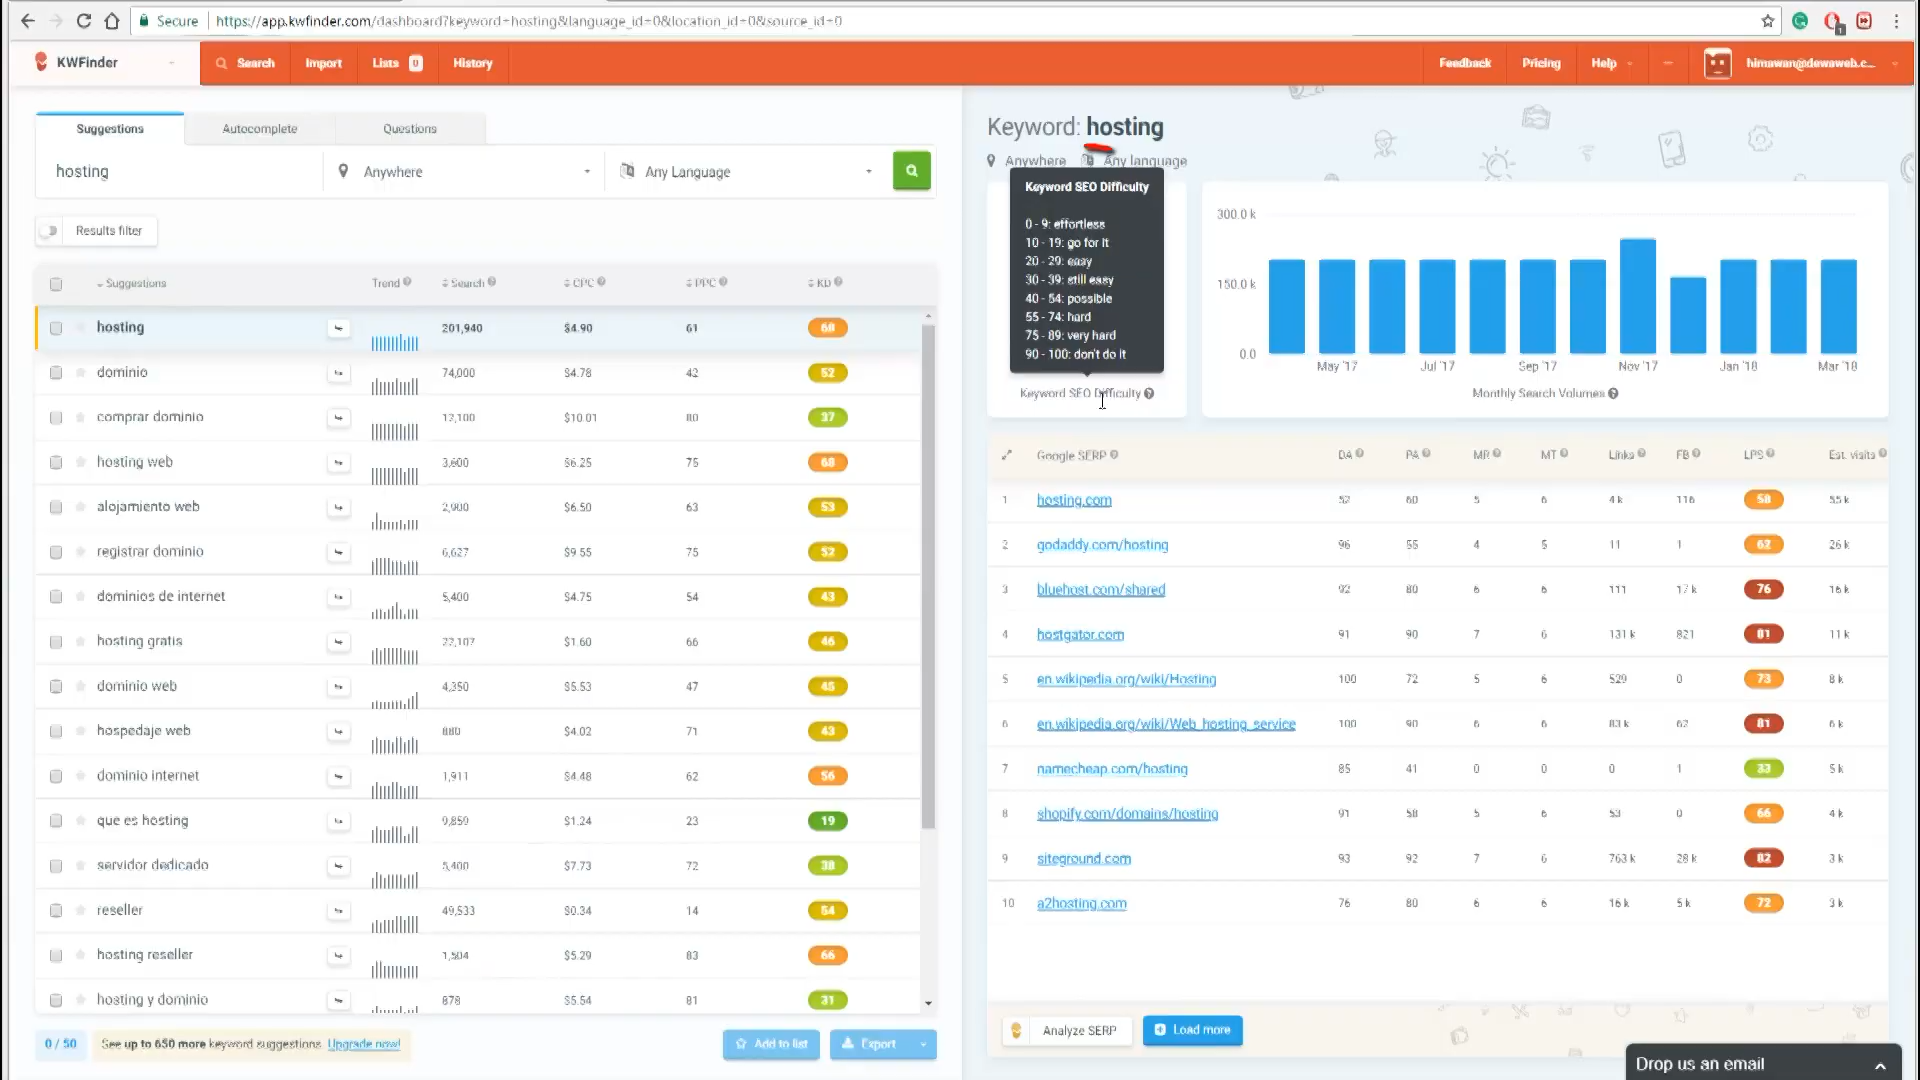 Secure https://app.kwfinder.com/dashboard?keyword=hosting&language_id=0&location_id=0&source_id=0
KWFinder Search Import Lists 0 History Feedback Pricing Help himawan@dewaweb.c...
Suggestions Autocomplete Questions
hosting Anywhere Any Language
Results filter
Suggestions Trend Search CPC PPC KD
hosting 201,940 $4.90 61 60
dominio 74,000 $4.78 42 52
comprar dominio $10.01 80 37
hosting web 3,600 $6.25 75
alojamiento web $6.50 63 53
registrar dominio 6,627 $9.55 75 52
dominios de internet 5,400 $4.75 54 43
hosting gratis 22,107 $1.60 66 46
dominio web 4,350 $5.53 47 45
hospedaje web 880 $4.02 71 43
dominio internet 1,911 $4.48 62 56
que es hosting 9,859 $1.24 23 19
servidor dedicado 5,400 $7.73 72 38
reseller 49,533 $0.34 14 54
hosting reseller 1,504 $5.29 83 66
hosting y dominio 878 $5.54 81 31
0 / 50 See up to 650 more keyword suggestions. Upgrade now! Add to list Export
Keyword: hosting
Anywhere Any language
Keyword SEO Difficulty
0 - 9: effortless
10 - 19: go for it
20 - 29: easy
30 - 39: still easy
40 - 54: possible
55 - 74: hard
75 - 89: very hard
90 - 100: don't do it
Keyword SEO Difficulty
300.0 k
150.0 k
0.0
May '17 Jul '17 Sep '17 Nov '17 Jan '18 Mar '18
Monthly Search Volumes
Google SERP DA PA MR MT Links FB LPS Est. visits
1 hosting.com 52 60 5 6 4 k 116 58 55 k
2 godaddy.com/hosting 96 55 4 5 11 1 62 26 k
3 bluehost.com/shared 92 80 6 6 111 17 k 76 16 k
4 hostgator.com 91 90 7 6 131 k 821 81 11 k
5 en.wikipedia.org/wiki/Hosting 100 72 5 6 529 0 73 8 k
6 en.wikipedia.org/wiki/Web_hosting_service 100 90 6 6 83 k 62 81 6 k
7 namecheap.com/hosting 85 41 0 0 0 1 33 5 k
8 shopify.com/domains/hosting 91 58 5 6 53 0 66 4 k
9 siteground.com 93 92 7 6 763 k 28 k 82 3 k
10 a2hosting.com 76 80 6 6 16 k 5 k 72 3 k
Analyze SERP Load more
Drop us an email